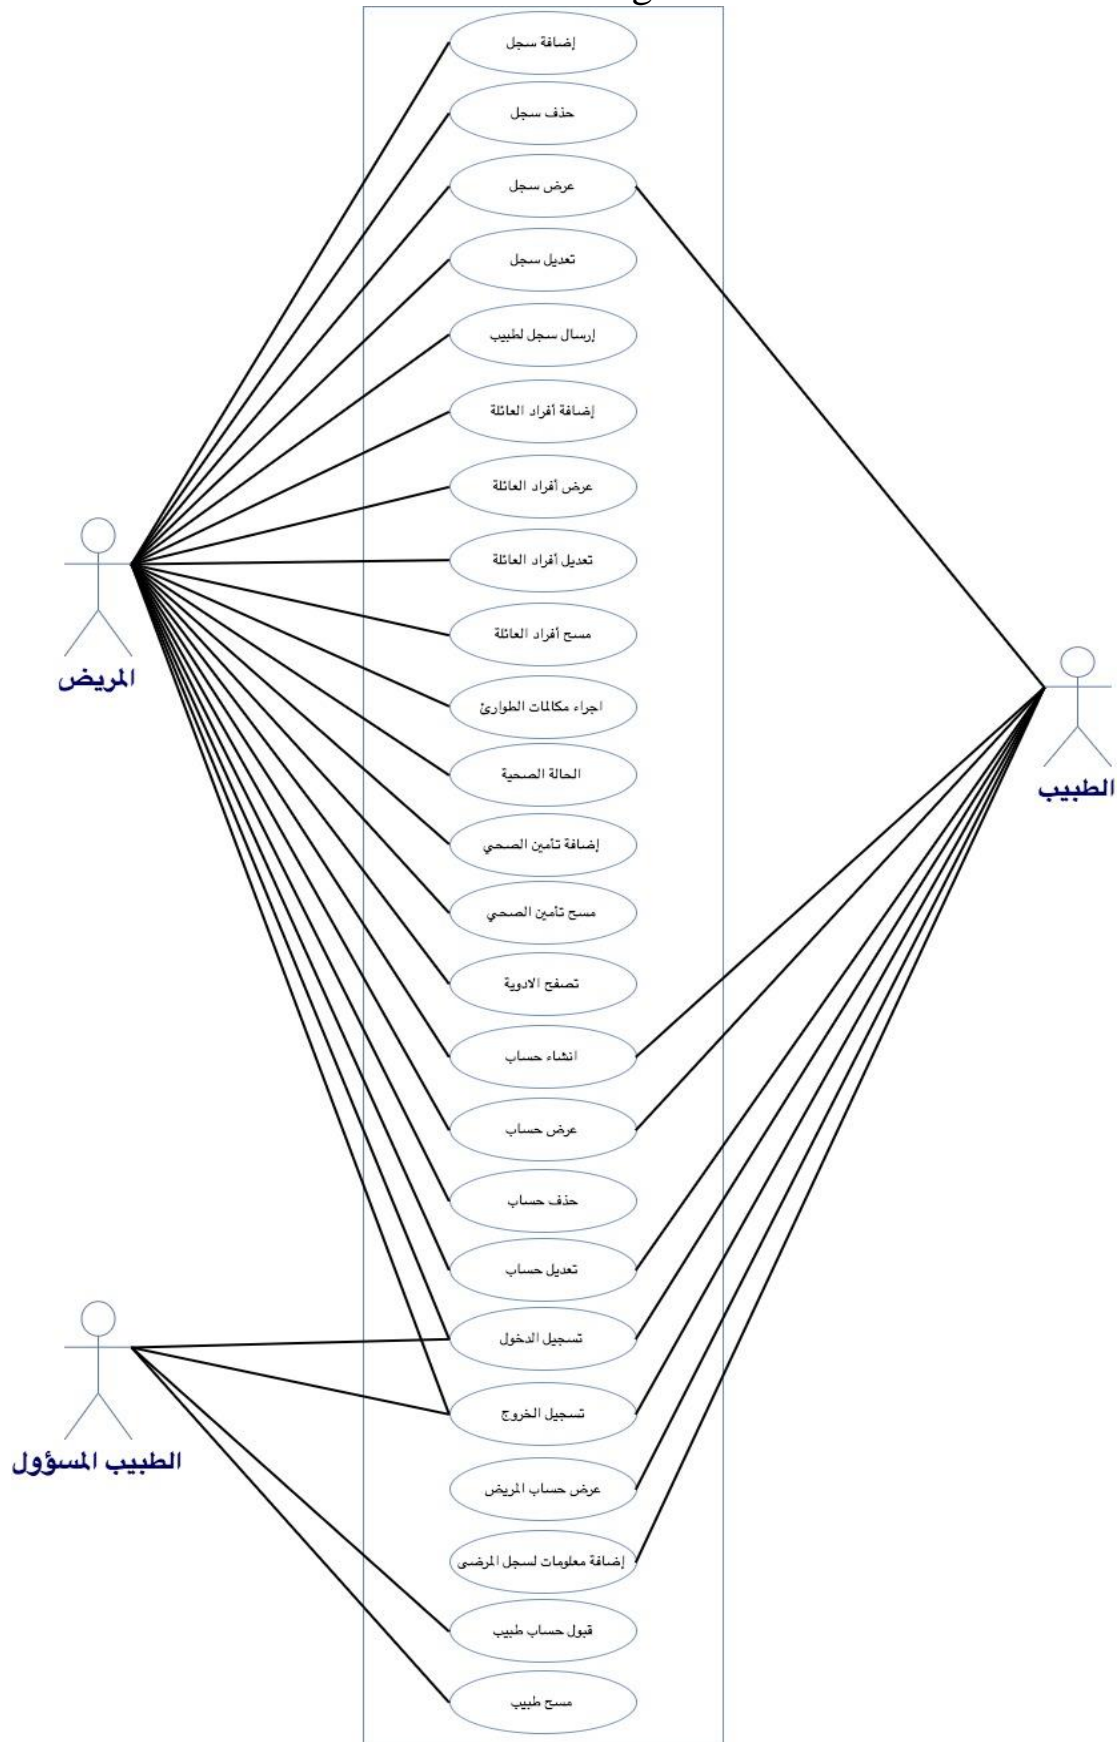 إضافة سجل
حذف سجل
عرض سجل
تعديل سجل
إرسال سجل لطبيب
إضافة أفراد العائلة
عرض أفراد العائلة
تعديل أفراد العائلة
مسح أفراد العائلة
المريض
اجراء مكالمات الطوارئ
الحالة الصحية
الطبيب
إضافة تأمين الصحي
مسح تأمين الصحي
تصفح الادوية
انشاء حساب
عرض حساب
حذف حساب
تعديل حساب
تسجيل الدخول
تسجيل الخروج
الطبيب المسؤول
عرض حساب المريض
إضافة معلومات لسجل المرضى
قبول حساب طبيب
مسح طبيب